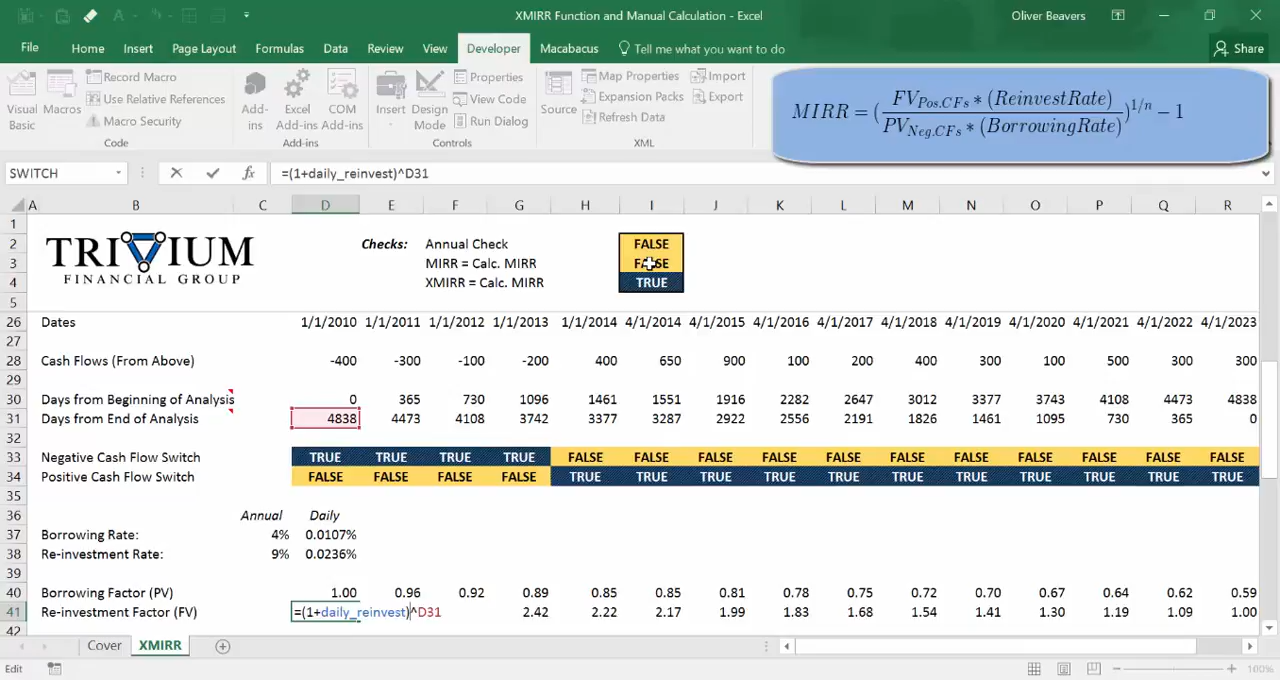 XMIRR Function and Manual Calculation - Excel Oliver Beavers
File Home Insert Page Layout Formulas Data Review View Developer Macabacus Tell me what you want to do Share
Visual Basic Macros Record Macro Use Relative References Macro Security Code
Add-ins Excel Add-ins COM Add-ins Add-ins
Insert Design Mode Properties View Code Run Dialog Controls
Source Map Properties Expansion Packs Refresh Data Import Export XML
MIRR = (FV_{Pos.CFs} * (ReinvestRate) / PV_{Neg.CFs} * (BorrowingRate))^{1/n} - 1
SWITCH fx =(1+daily_reinvest)^D31
A B C D E F G H I J K L M N O P Q R
1
2 Checks: Annual Check FALSE
TRIVIUM
3 MIRR = Calc. MIRR FALSE
FINANCIAL GROUP
4 XMIRR = Calc. MIRR TRUE
5
26 Dates 1/1/2010 1/1/2011 1/1/2012 1/1/2013 1/1/2014 4/1/2014 4/1/2015 4/1/2016 4/1/2017 4/1/2018 4/1/2019 4/1/2020 4/1/2021 4/1/2022 4/1/2023
27
28 Cash Flows (From Above) -400 -300 -100 -200 400 650 900 100 200 400 300 100 500 300 300
29
30 Days from Beginning of Analysis 0 365 730 1096 1461 1551 1916 2282 2647 3012 3377 3743 4108 4473 4838
31 Days from End of Analysis 4838 4473 4108 3742 3377 3287 2922 2556 2191 1826 1461 1095 730 365 0
32
33 Negative Cash Flow Switch TRUE TRUE TRUE TRUE FALSE FALSE FALSE FALSE FALSE FALSE FALSE FALSE FALSE FALSE FALSE
34 Positive Cash Flow Switch FALSE FALSE FALSE FALSE TRUE TRUE TRUE TRUE TRUE TRUE TRUE TRUE TRUE TRUE TRUE
35
36 Annual Daily
37 Borrowing Rate: 4% 0.0107%
38 Re-investment Rate: 9% 0.0236%
39
40 Borrowing Factor (PV) 1.00 0.96 0.92 0.89 0.85 0.85 0.81 0.78 0.75 0.72 0.70 0.67 0.64 0.62 0.59
41 Re-investment Factor (FV) =(1+daily_reinvest)^D31 2.42 2.22 2.17 1.99 1.83 1.68 1.54 1.41 1.30 1.19 1.09 1.00
42
Cover XMIRR
Edit 100%